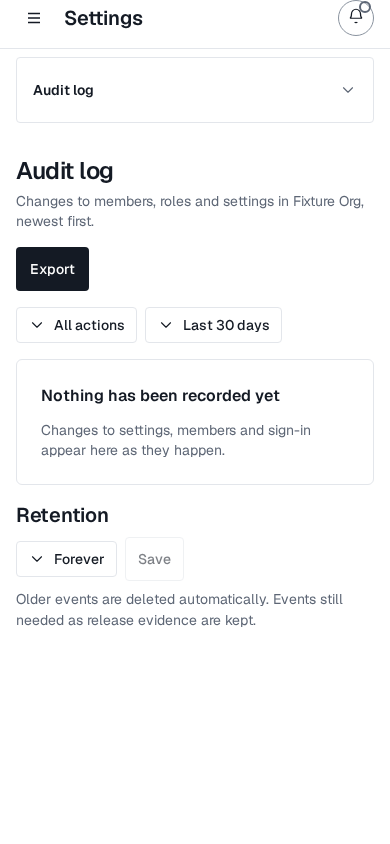 Settings
Audit log
Audit log
Changes to members, roles and settings in Fixture Org,
newest first.
Export
All actions
Last 30 days
Nothing has been recorded yet
Changes to settings, members and sign-in
appear here as they happen.
Retention
Forever
Save
Older events are deleted automatically. Events still
needed as release evidence are kept.